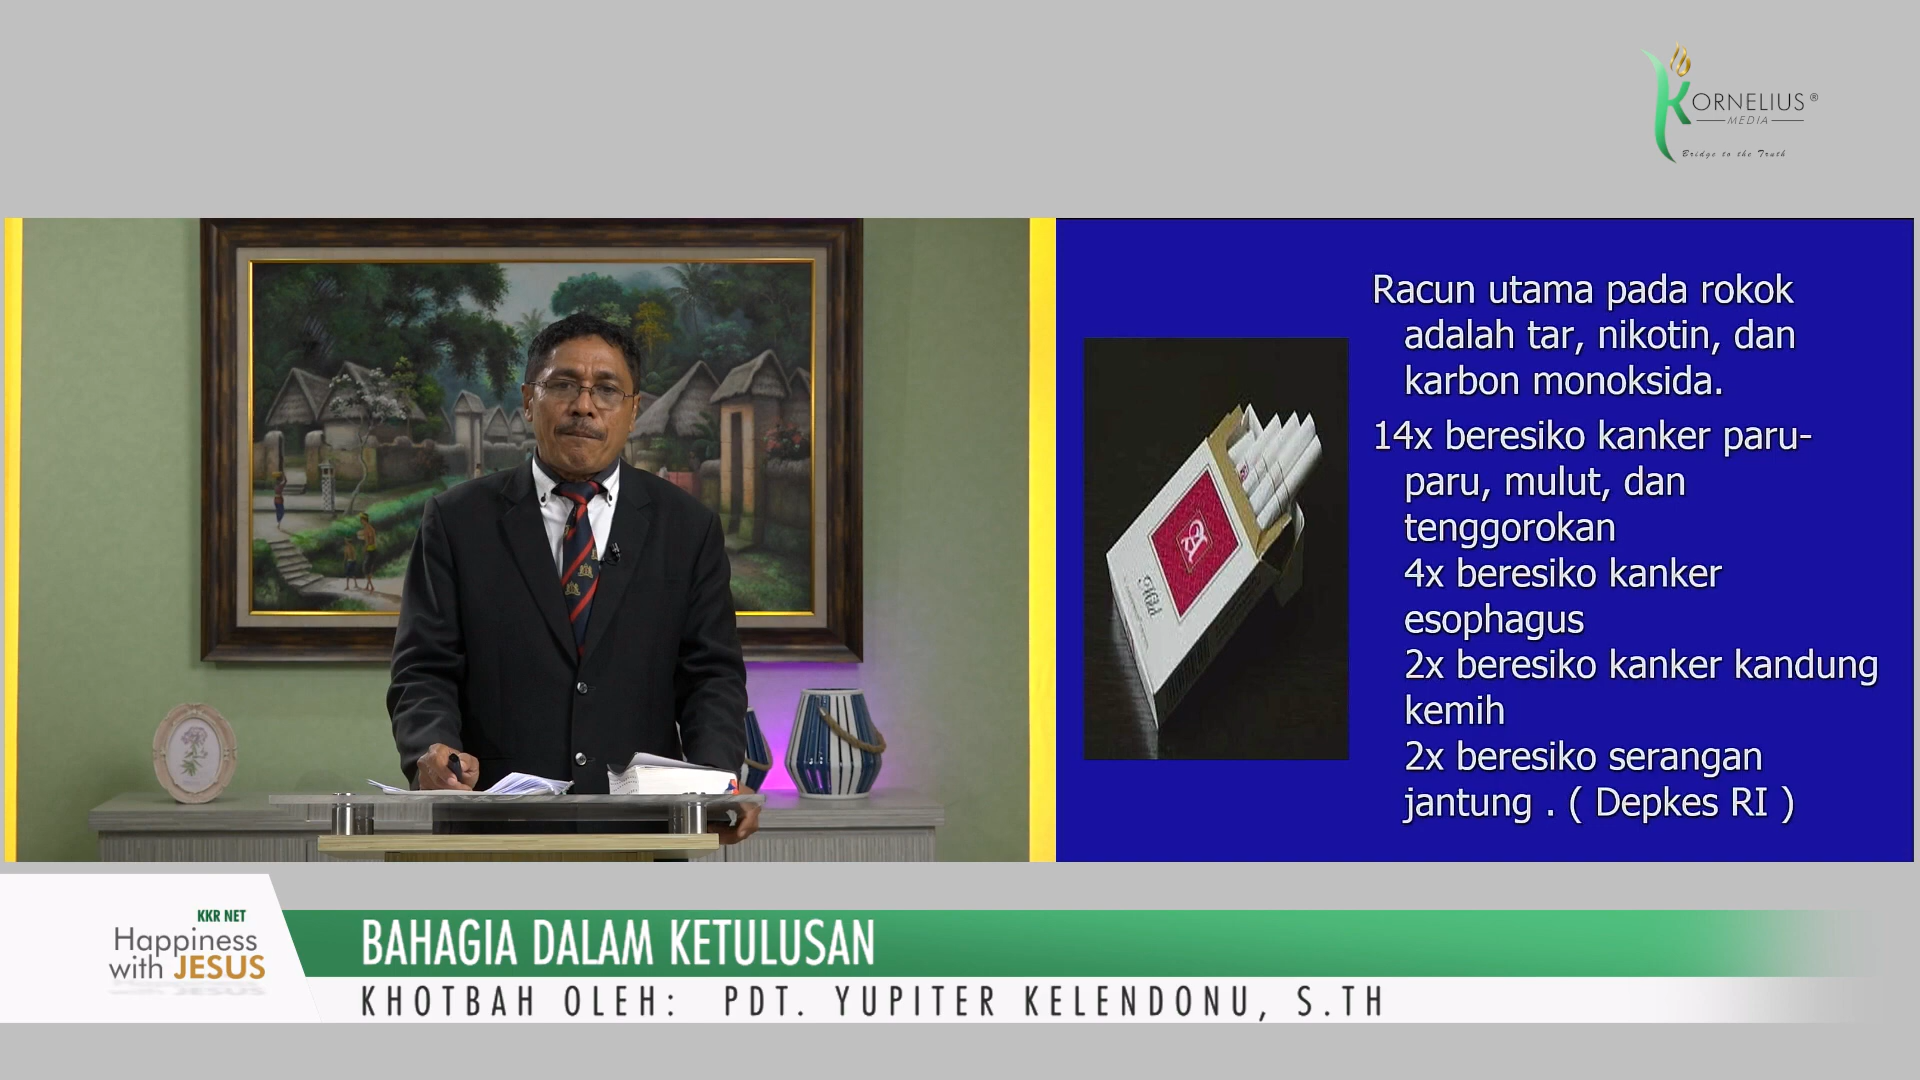 KORNELIUS®
MEDIA
Bridge to the Truth
Racun utama pada rokok
adalah tar, nikotin, dan
karbon monoksida.
14x beresiko kanker paru-
paru, mulut, dan
tenggorokan
4x beresiko kanker
esophagus
2x beresiko kanker kandung
kemih
2x beresiko serangan
jantung . ( Depkes RI )
KKR NET
Happiness
with JESUS
BAHAGIA DALAM KETULUSAN
KHOTBAH OLEH: PDT. YUPITER KELENDONU, S.TH